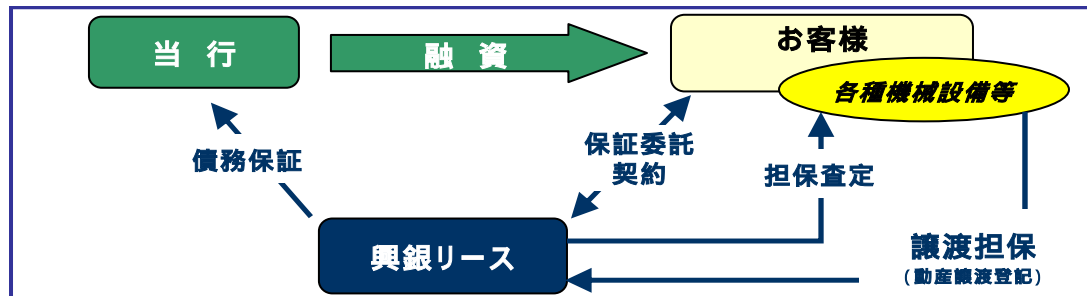 当 行
融 資
お客様
各種機械設備等
債務保証
保証委託
契約
担保査定
興銀リース
譲渡担保
(動産譲渡登記)